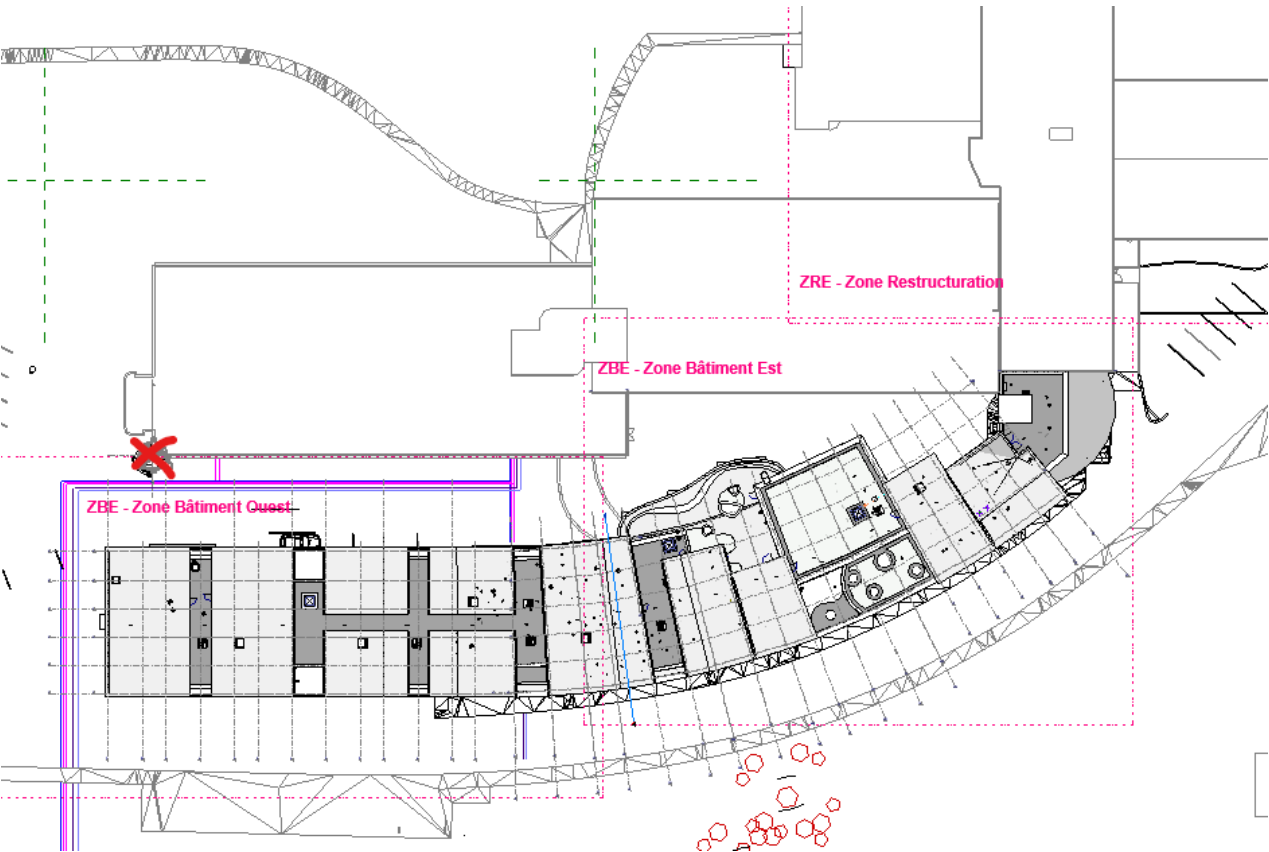 ZRE - Zone Restructuration
ZBE - Zone Bâtiment Est
ZBE - Zone Bâtiment Ouest